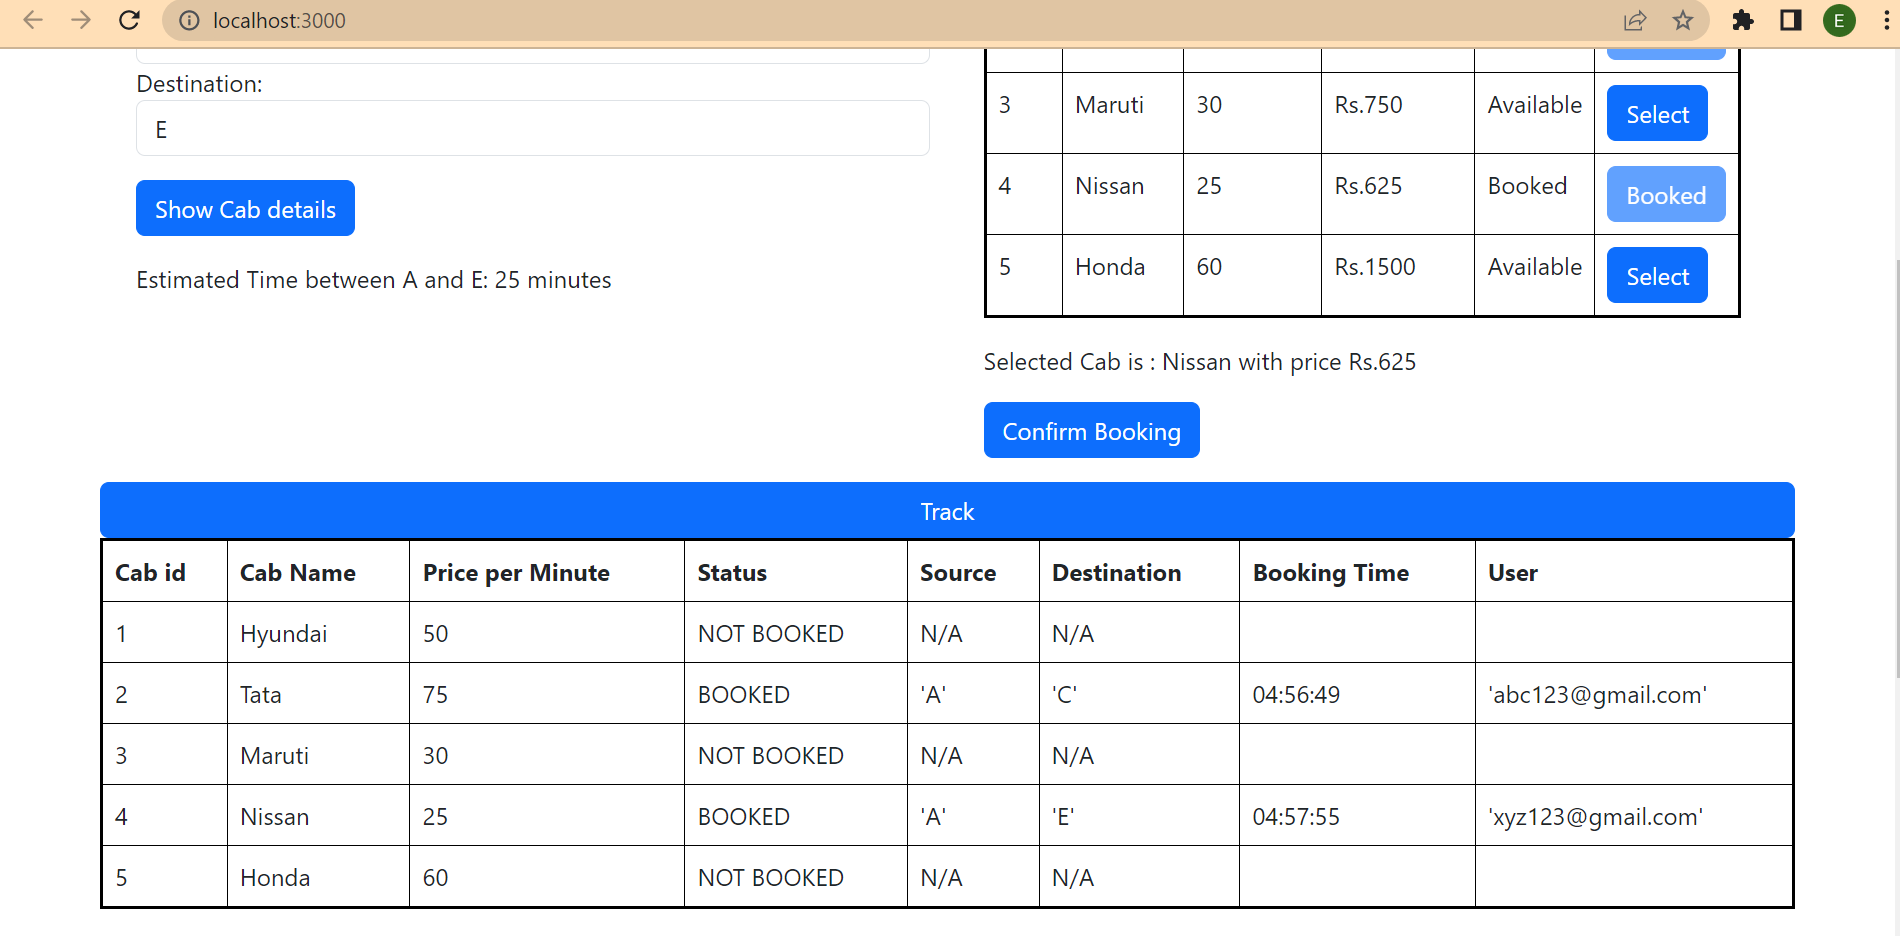 localhost:3000
E
Destination:
E
Show Cab details
Estimated Time between A and E: 25 minutes
3 Maruti 30 Rs.750 Available Select
4 Nissan 25 Rs.625 Booked Booked
5 Honda 60 Rs.1500 Available Select
Selected Cab is : Nissan with price Rs.625
Confirm Booking
Track
Cab id Cab Name Price per Minute Status Source Destination Booking Time User
1 Hyundai 50 NOT BOOKED N/A N/A
2 Tata 75 BOOKED 'A' 'C' 04:56:49 'abc123@gmail.com'
3 Maruti 30 NOT BOOKED N/A N/A
4 Nissan 25 BOOKED 'A' 'E' 04:57:55 'xyz123@gmail.com'
5 Honda 60 NOT BOOKED N/A N/A